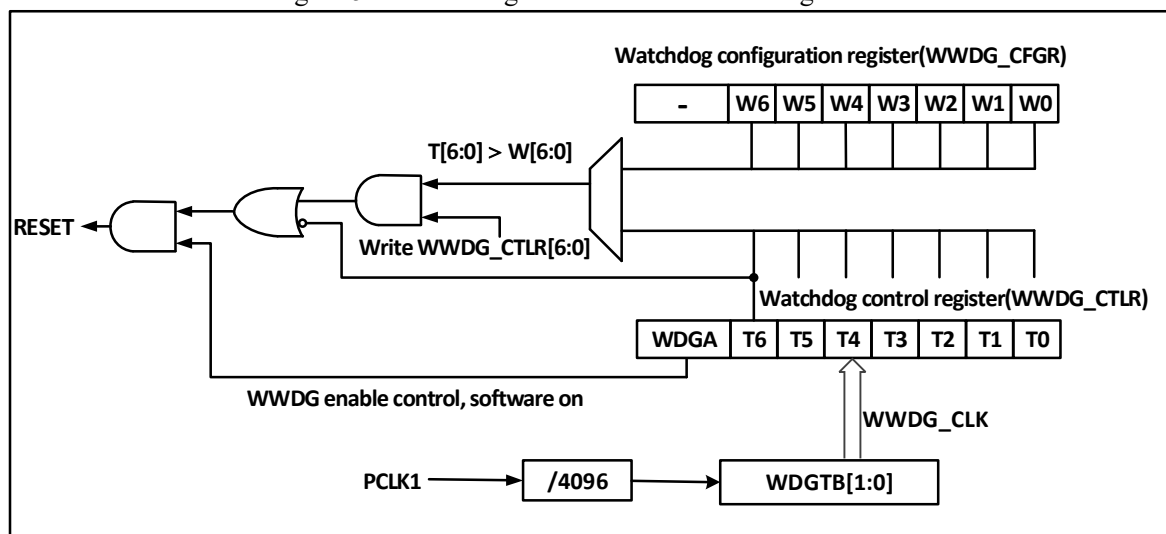 Watchdog configuration register(WWDG_CFGR)
- W6 W5 W4 W3 W2 W1 W0
T[6:0] > W[6:0]
RESET
Write WWDG_CTLR[6:0]
Watchdog control register(WWDG_CTLR)
WDGA T6 T5 T4 T3 T2 T1 T0
WWDG enable control, software on
WWDG_CLK
PCLK1 /4096 WDGTB[1:0]